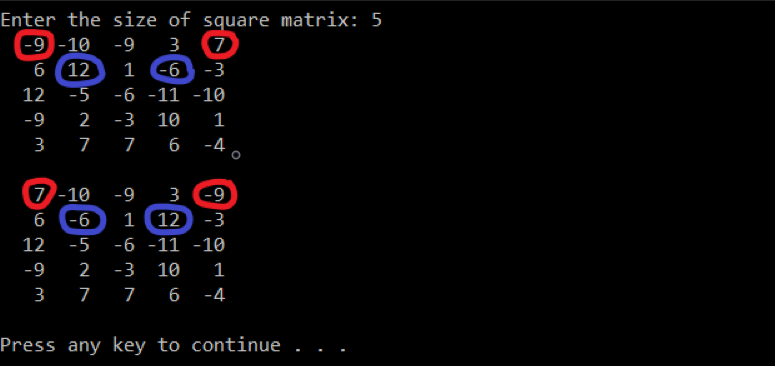 Enter the size of square matrix: 5
-9 -10 -9 3 7
6 12 1 -6 -3
12 -5 -6 -11 -10
-9 2 -3 10 1
3 7 7 6 -4
7 -10 -9 3 -9
6 -6 1 12 -3
12 -5 -6 -11 -10
-9 2 -3 10 1
3 7 7 6 -4
Press any key to continue . . .